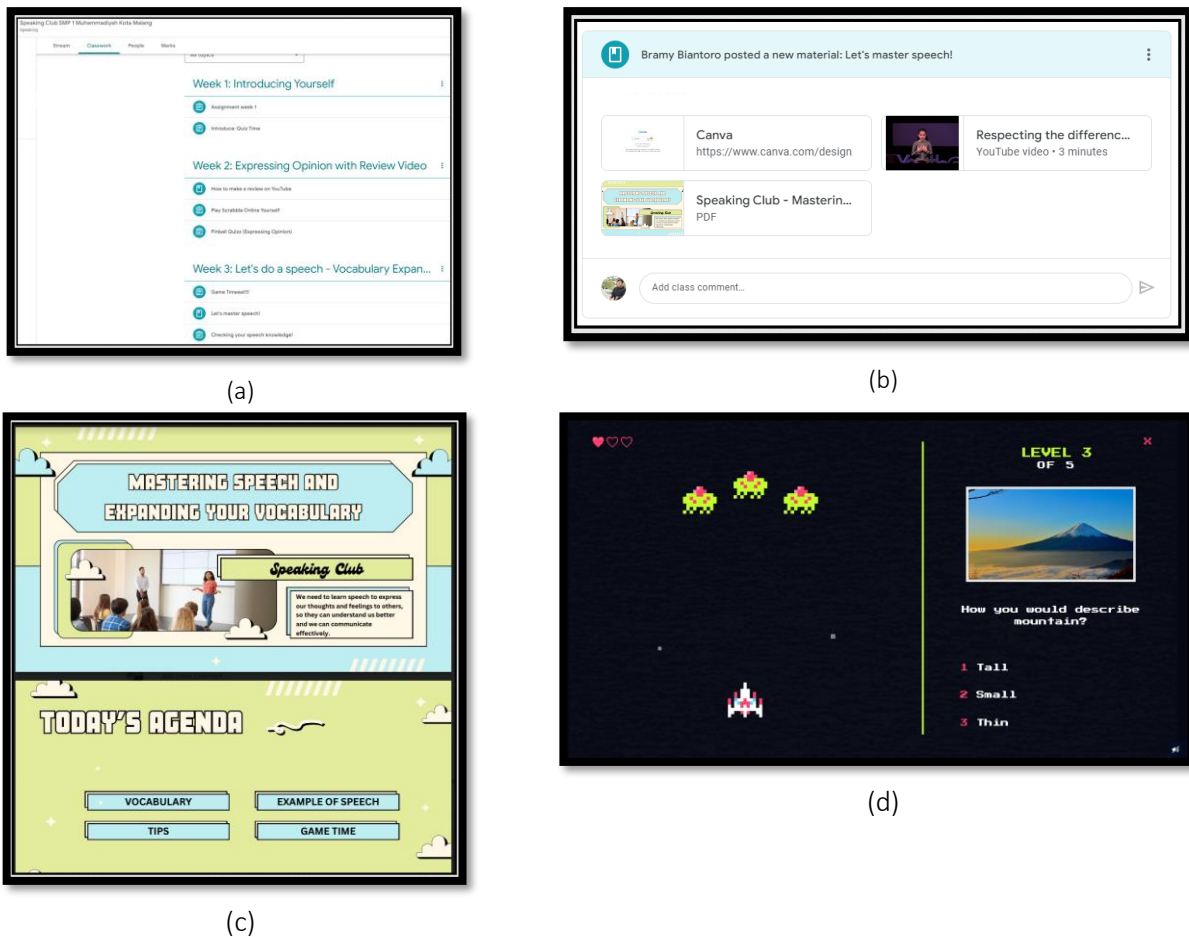 Speaking Club SMP 1 Muhammadiyah Kota Malang
Speaking
Stream Classwork People Marks
All topics
Week 1: Introducing Yourself
Assignment week 1
Introduce: Quiz Time
Week 2: Expressing Opinion with Review Video
How to make a review on YouTube
Play Scrabble Online Yourself
Pinball Quizs (Expressing Opinion)
Week 3: Let's do a speech - Vocabulary Expan...
Game Timeee!!!!
Let's master speech!
Checking your speech knowledge!
(a)
Bramy Biantoro posted a new material: Let's master speech!
Canva
https://www.canva.com/design
Respecting the differenc...
YouTube video • 3 minutes
Speaking Club - Masterin...
PDF
Add class comment...
(b)
MASTERING SPEECH AND
EXPANDING YOUR VOCABULARY
Speaking Club
We need to learn speech to express
our thoughts and feelings to others,
so they can understand us better
and we can communicate
effectively.
TODAY'S AGENDA
VOCABULARY
EXAMPLE OF SPEECH
TIPS
GAME TIME
(c)
LEVEL 3
OF 5
How you would describe
mountain?
1 Tall
2 Small
3 Thin
(d)